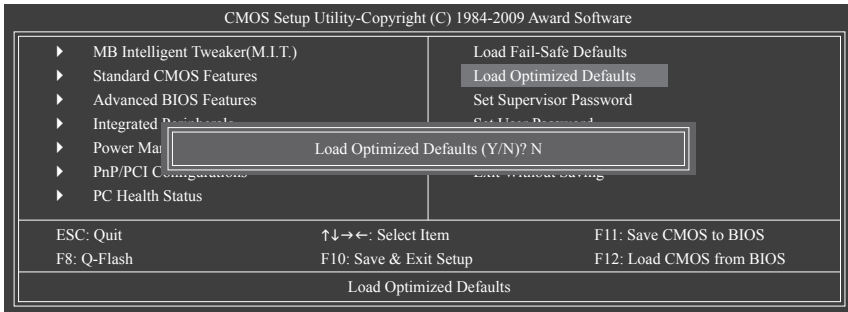 CMOS Setup Utility-Copyright (C) 1984-2009 Award Software
MB Intelligent Tweaker(M.I.T.)
Standard CMOS Features
Advanced BIOS Features
Integrated
Power
PC Health Status
Load Fail-Safe Defaults
Load Optimized Defaults
Set Supervisor Password
Load Optimized Defaults (Y/N)? N
ESC: Quit
↑↓→←: Select Item
F11: Save CMOS to BIOS
F8: Q-Flash
F10: Save & Exit Setup
F12: Load CMOS from BIOS
Load Optimized Defaults